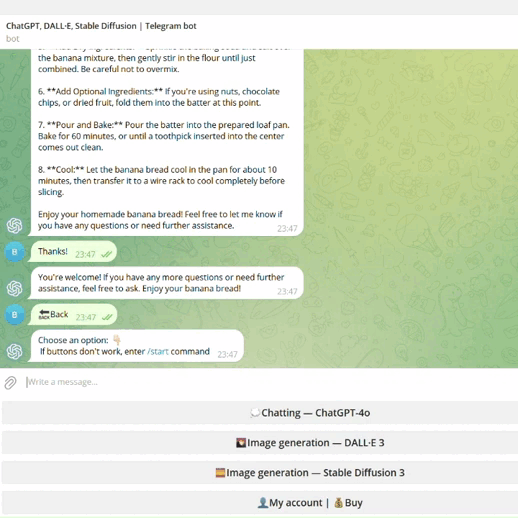 ChatGPT, DALL·E, Stable Diffusion | Telegram bot
bot
the banana mixture, then gently stir in the flour until just
combined. Be careful not to overmix.
6. **Add Optional Ingredients:** If you're using nuts, chocolate
chips, or dried fruit, fold them into the batter at this point.
7. **Pour and Bake:** Pour the batter into the prepared loaf pan.
Bake for 60 minutes, or until a toothpick inserted into the center
comes out clean.
8. **Cool:** Let the banana bread cool in the pan for about 10
minutes, then transfer it to a wire rack to cool completely before
slicing.
Enjoy your homemade banana bread! Feel free to let me know if
you have any questions or need further assistance.
23:47
B
Thanks! 23:47
You're welcome! If you have any more questions or need further
assistance, feel free to ask. Enjoy your banana bread!
23:47
B
BACK Back 23:47
Choose an option: 👇🏻
If buttons don't work, enter /start command 23:47
Write a message...
💭Chatting — ChatGPT-4o
🌄Image generation — DALL·E 3
🌅Image generation — Stable Diffusion 3
👤My account | 💰Buy